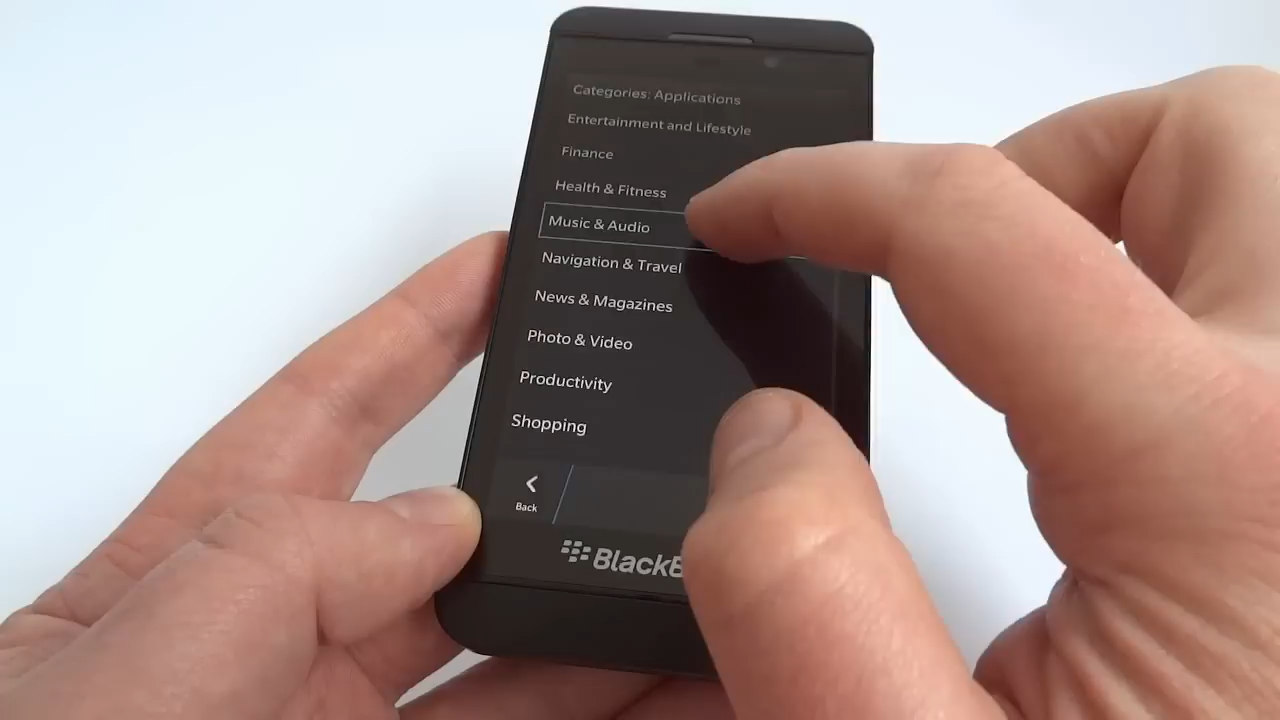 Categories: Applications
Entertainment and Lifestyle
Finance
Health & Fitness
Music & Audio
Navigation & Travel
News & Magazines
Photo & Video
Productivity
Shopping
Back
BlackB